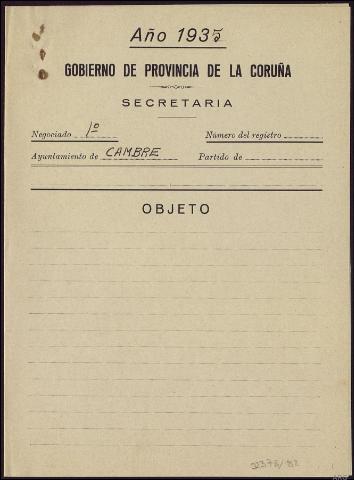 Año 1935
GOBIERNO DE PROVINCIA DE LA CORUÑA
SECRETARIA
Negociado 1º Número del registro
Ayuntamiento de CAMBRE Partido de
OBJETO